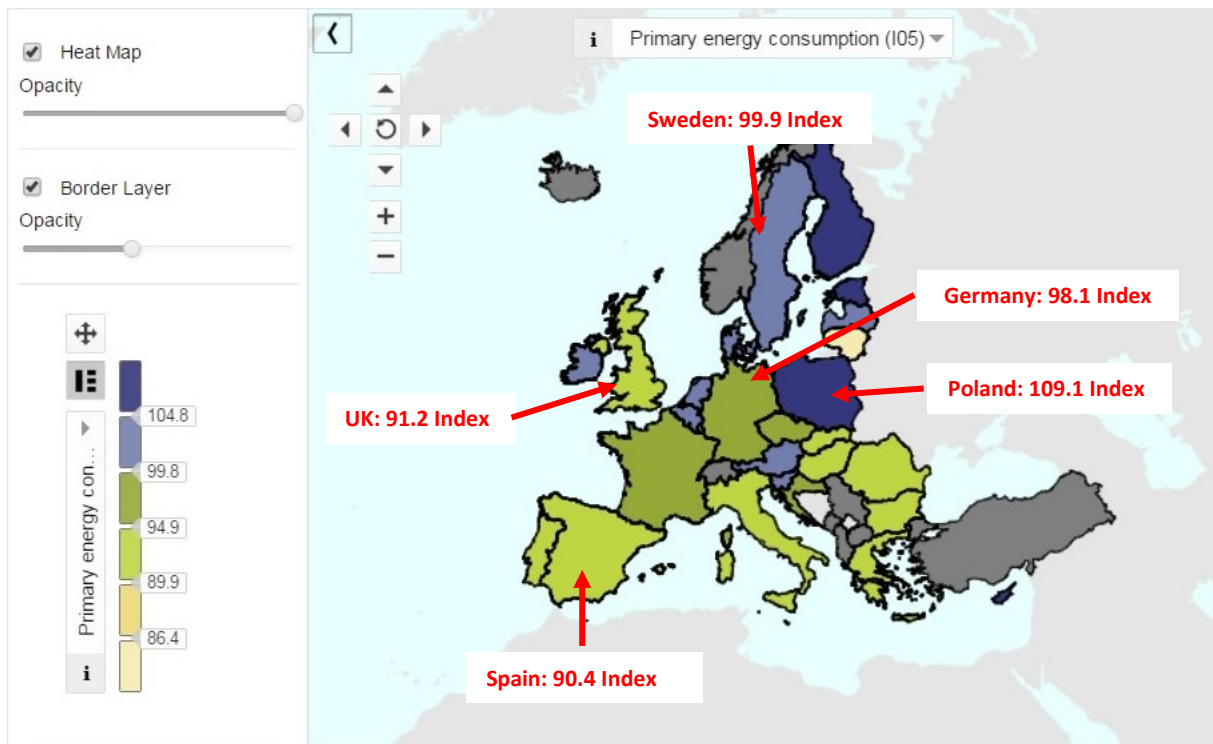 Heat Map
Opacity
Border Layer
Opacity
104.8
99.8
94.9
89.9
86.4
Primary energy con...
i
i Primary energy consumption (I05)
Sweden: 99.9 Index
Germany: 98.1 Index
Poland: 109.1 Index
UK: 91.2 Index
Spain: 90.4 Index